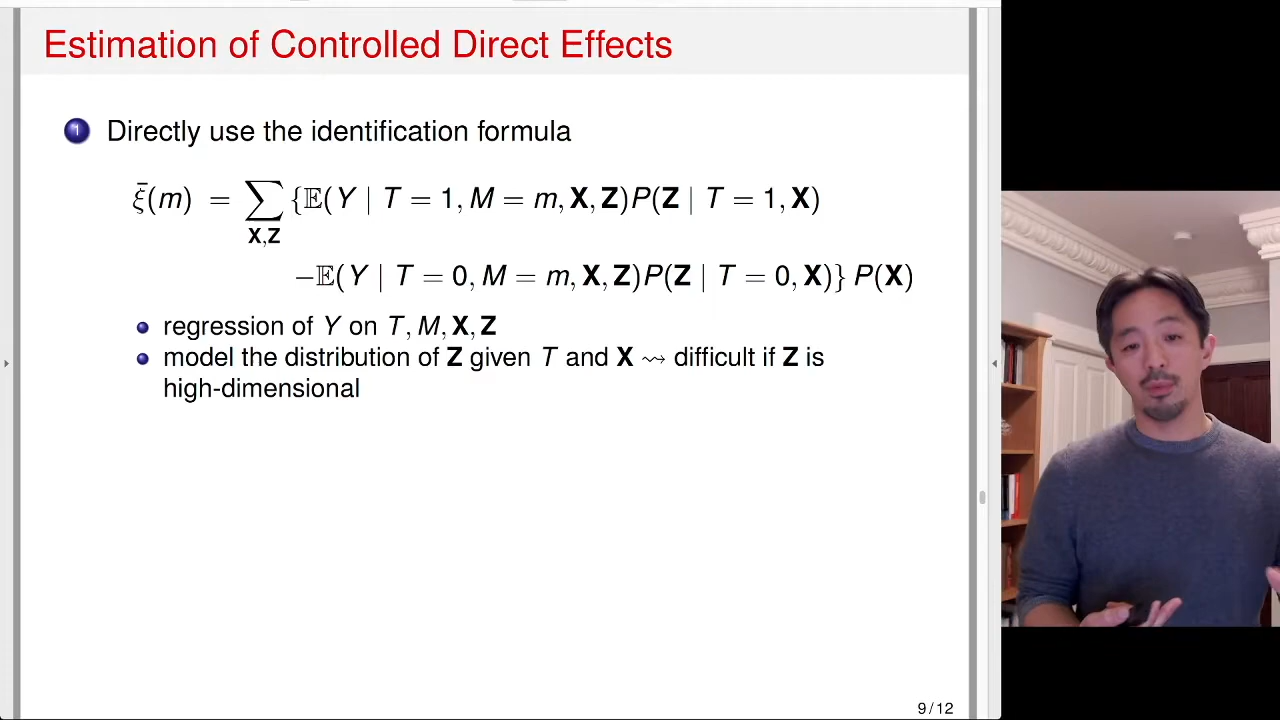 Estimation of Controlled Direct Effects
1 Directly use the identification formula
ξ̄(m) = ∑ {𝔼(Y | T = 1, M = m, X, Z)P(Z | T = 1, X)
X,Z
−𝔼(Y | T = 0, M = m, X, Z)P(Z | T = 0, X)} P(X)
regression of Y on T, M, X, Z
model the distribution of Z given T and X ⇝ difficult if Z is
high-dimensional
9 / 12